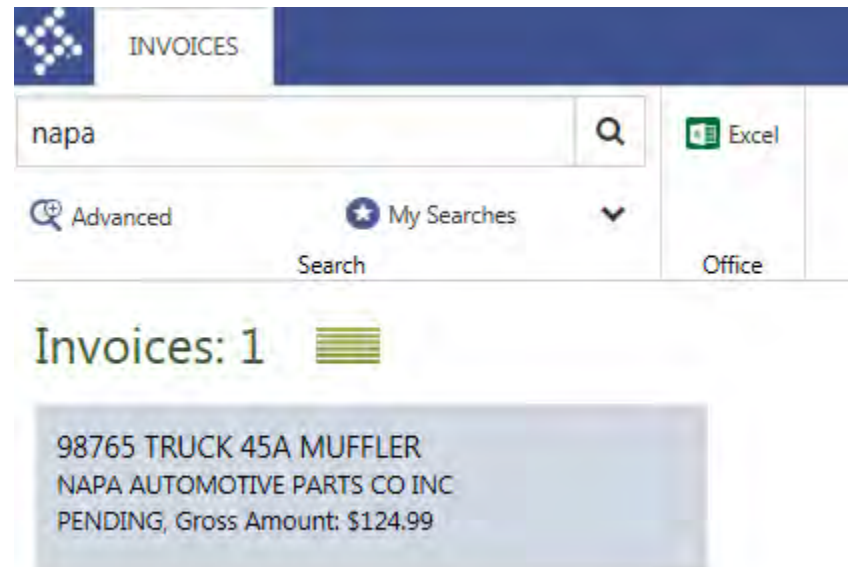 INVOICES
napa
Excel
Advanced
My Searches
Search
Office
Invoices: 1
98765 TRUCK 45A MUFFLER
NAPA AUTOMOTIVE PARTS CO INC
PENDING, Gross Amount: $124.99